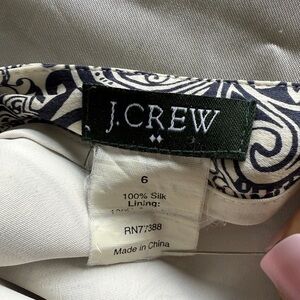 J.CREW
6
100% Silk
Lining:
RN77388
Made in China